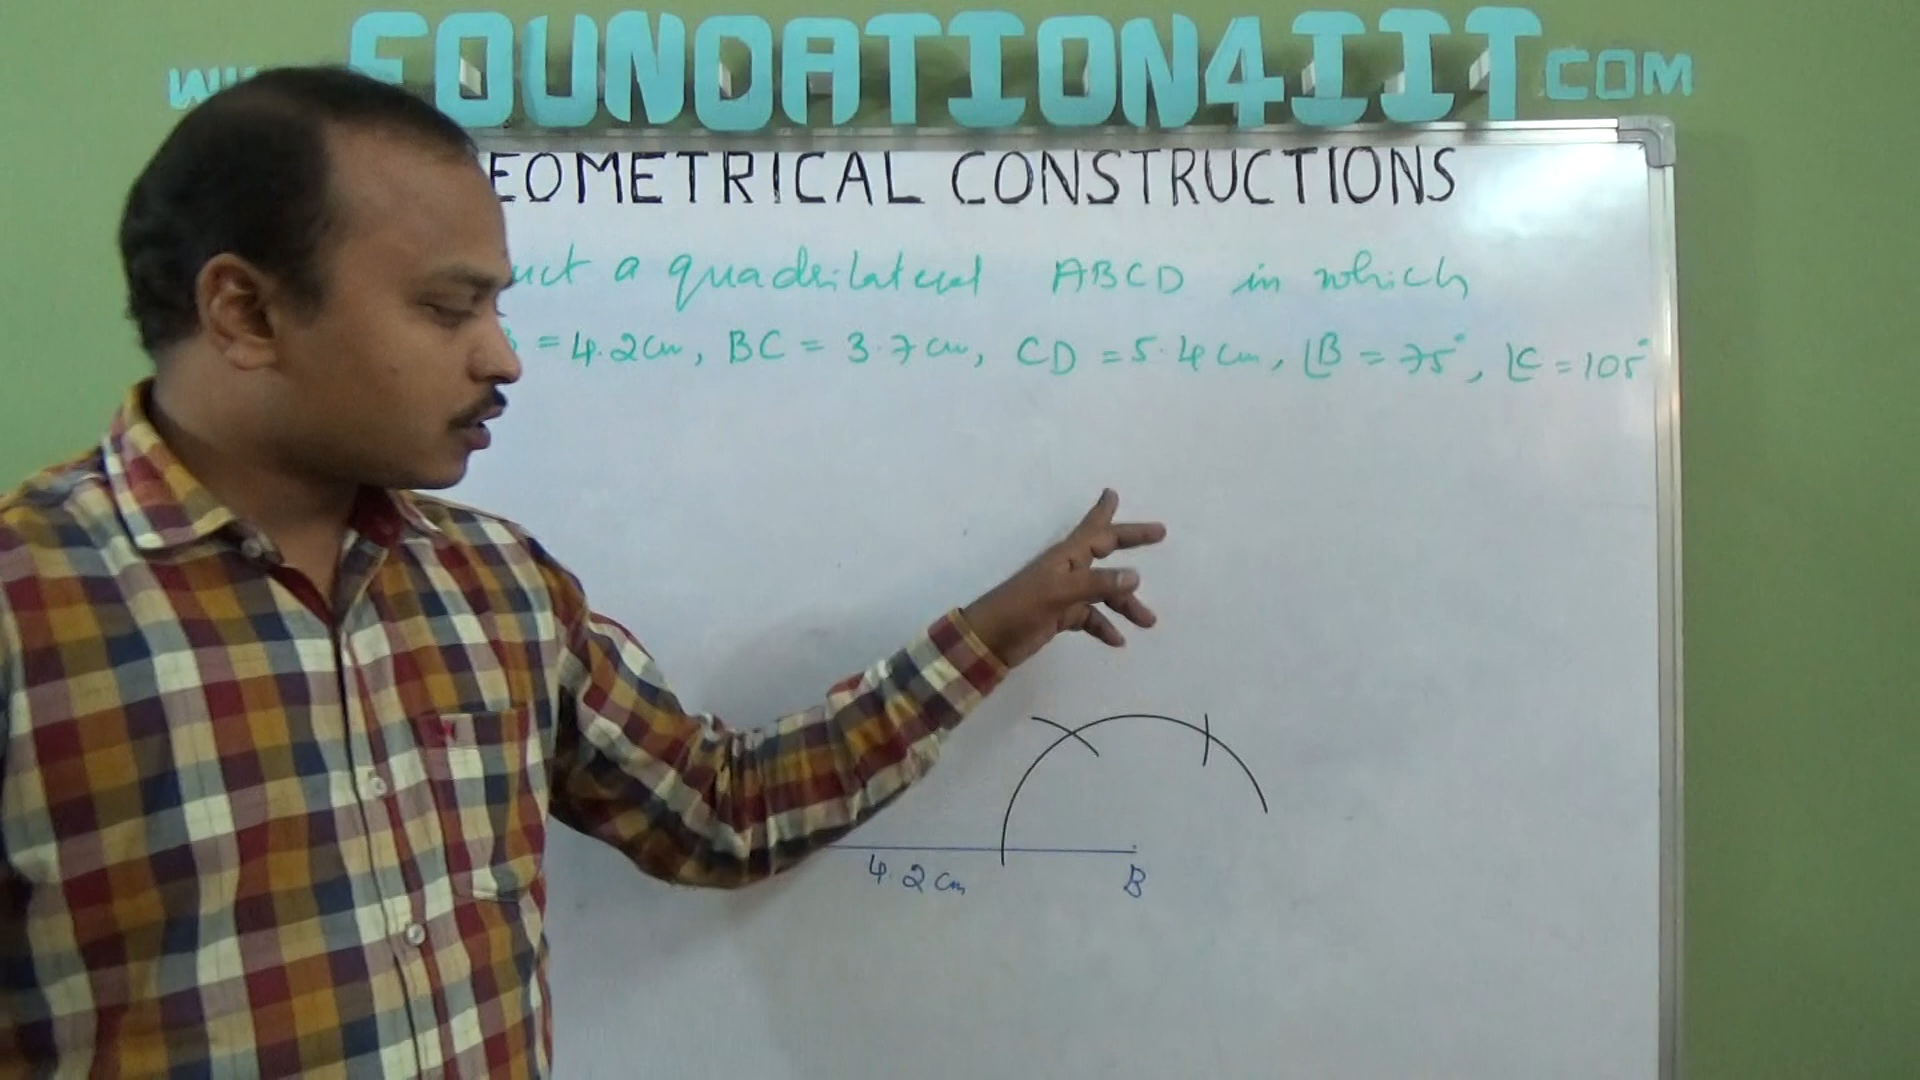 FOUNDATION4IIT.COM
EOMETRICAL CONSTRUCTIONS
uct a quadrilateral ABCD in which
B = 4.2cm, BC = 3.7cm, CD = 5.4cm, ∠B = 75°, ∠C = 105°
4.2cm B